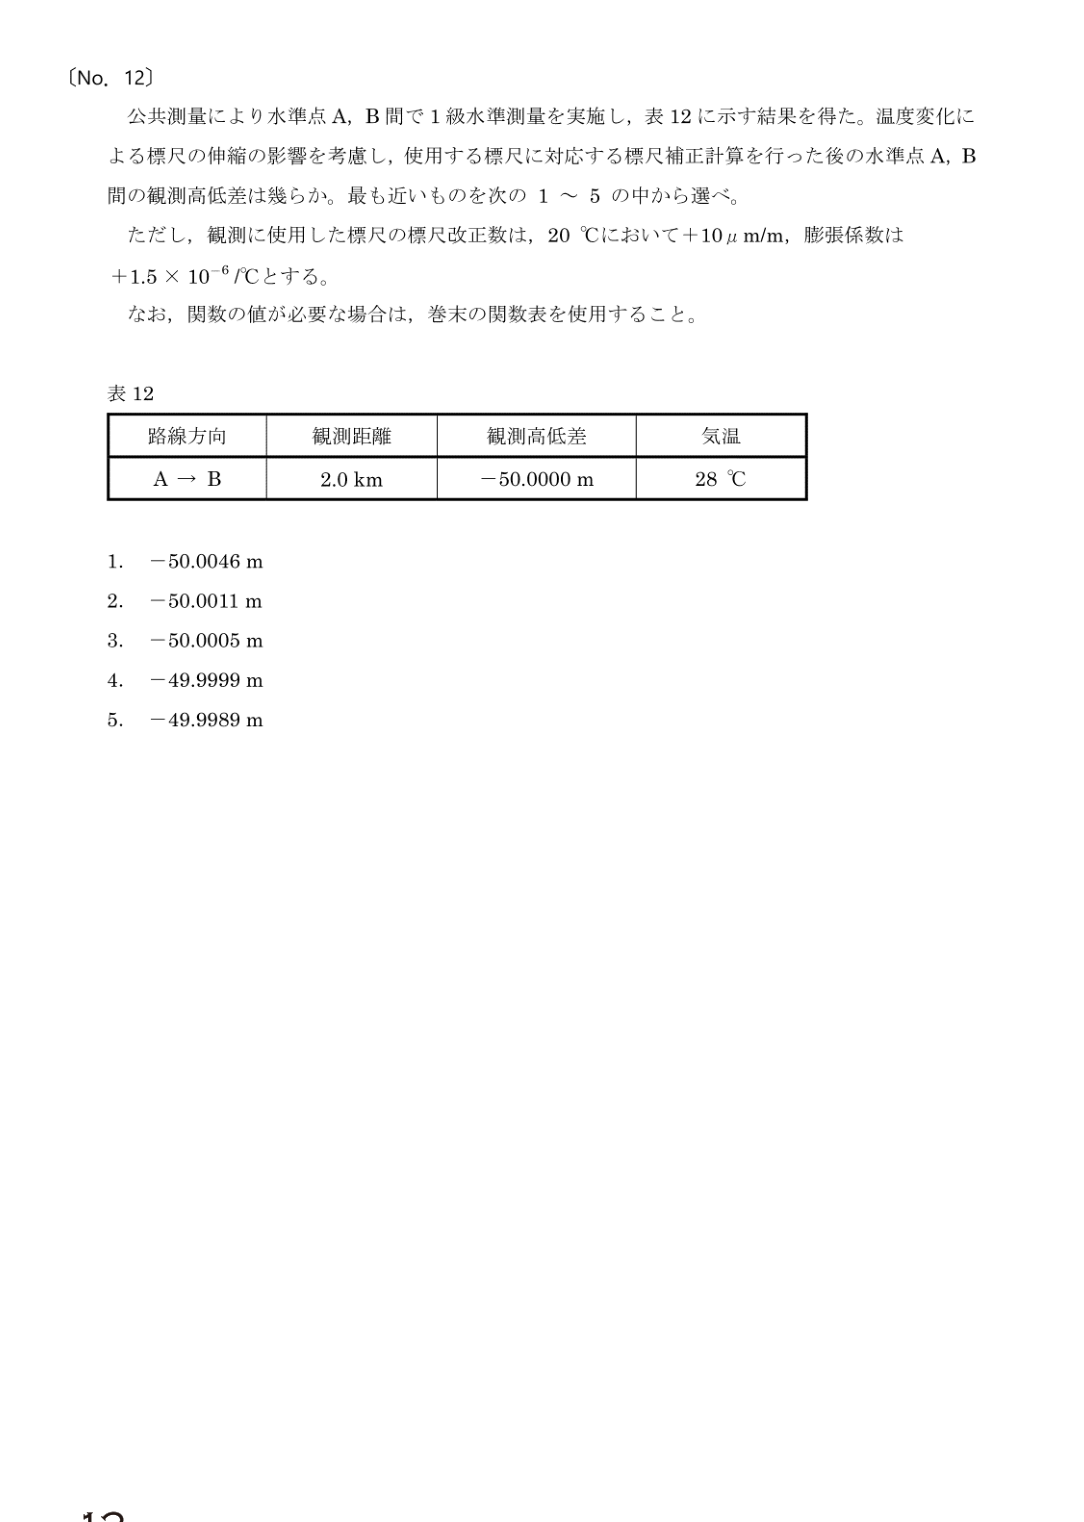 〔No. 12〕
公共測量により水準点 A，B 間で 1 級水準測量を実施し，表 12 に示す結果を得た。温度変化に
よる標尺の伸縮の影響を考慮し，使用する標尺に対応する標尺補正計算を行った後の水準点 A，B
間の観測高低差は幾らか。最も近いものを次の 1 ～ 5 の中から選べ。
ただし，観測に使用した標尺の標尺改正数は，20 ℃において＋10μm/m，膨張係数は
＋1.5 × 10⁻⁶/℃とする。
なお，関数の値が必要な場合は，巻末の関数表を使用すること。
表 12
路線方向 観測距離 観測高低差 気温
A → B 2.0 km －50.0000 m 28 ℃
1. －50.0046 m
2. －50.0011 m
3. －50.0005 m
4. －49.9999 m
5. －49.9989 m